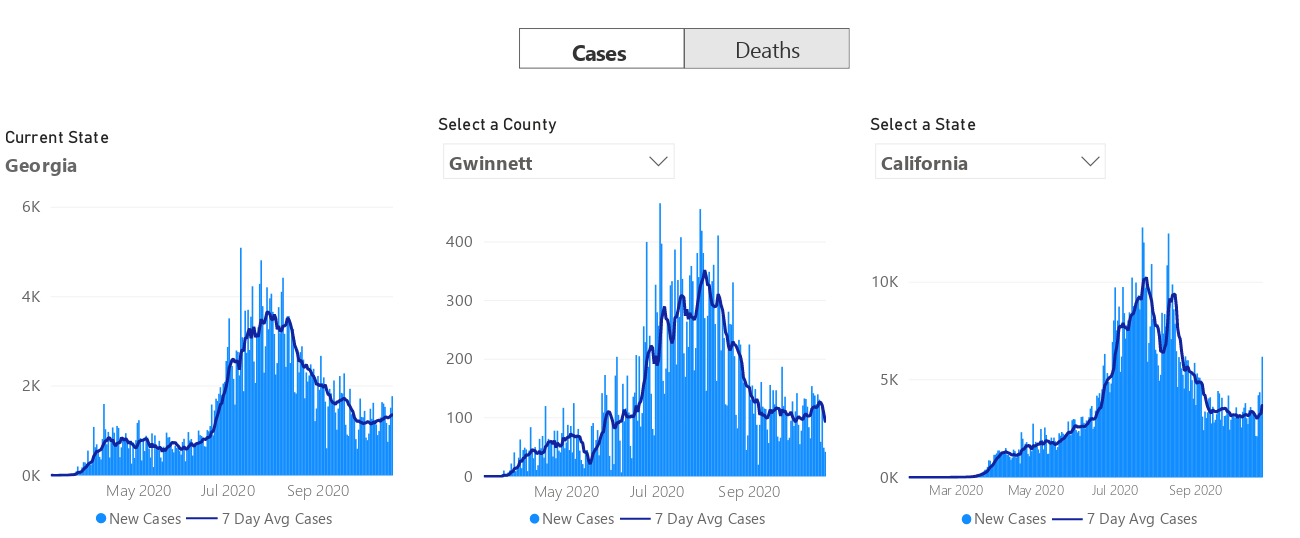 Cases
Deaths
Current State
Georgia
6K
4K
2K
0K
May 2020
Jul 2020
Sep 2020
New Cases
7 Day Avg Cases
Select a County
Gwinnett
400
300
200
100
0
May 2020
Jul 2020
Sep 2020
New Cases
7 Day Avg Cases
Select a State
California
10K
5K
0K
Mar 2020
May 2020
Jul 2020
Sep 2020
New Cases
7 Day Avg Cases